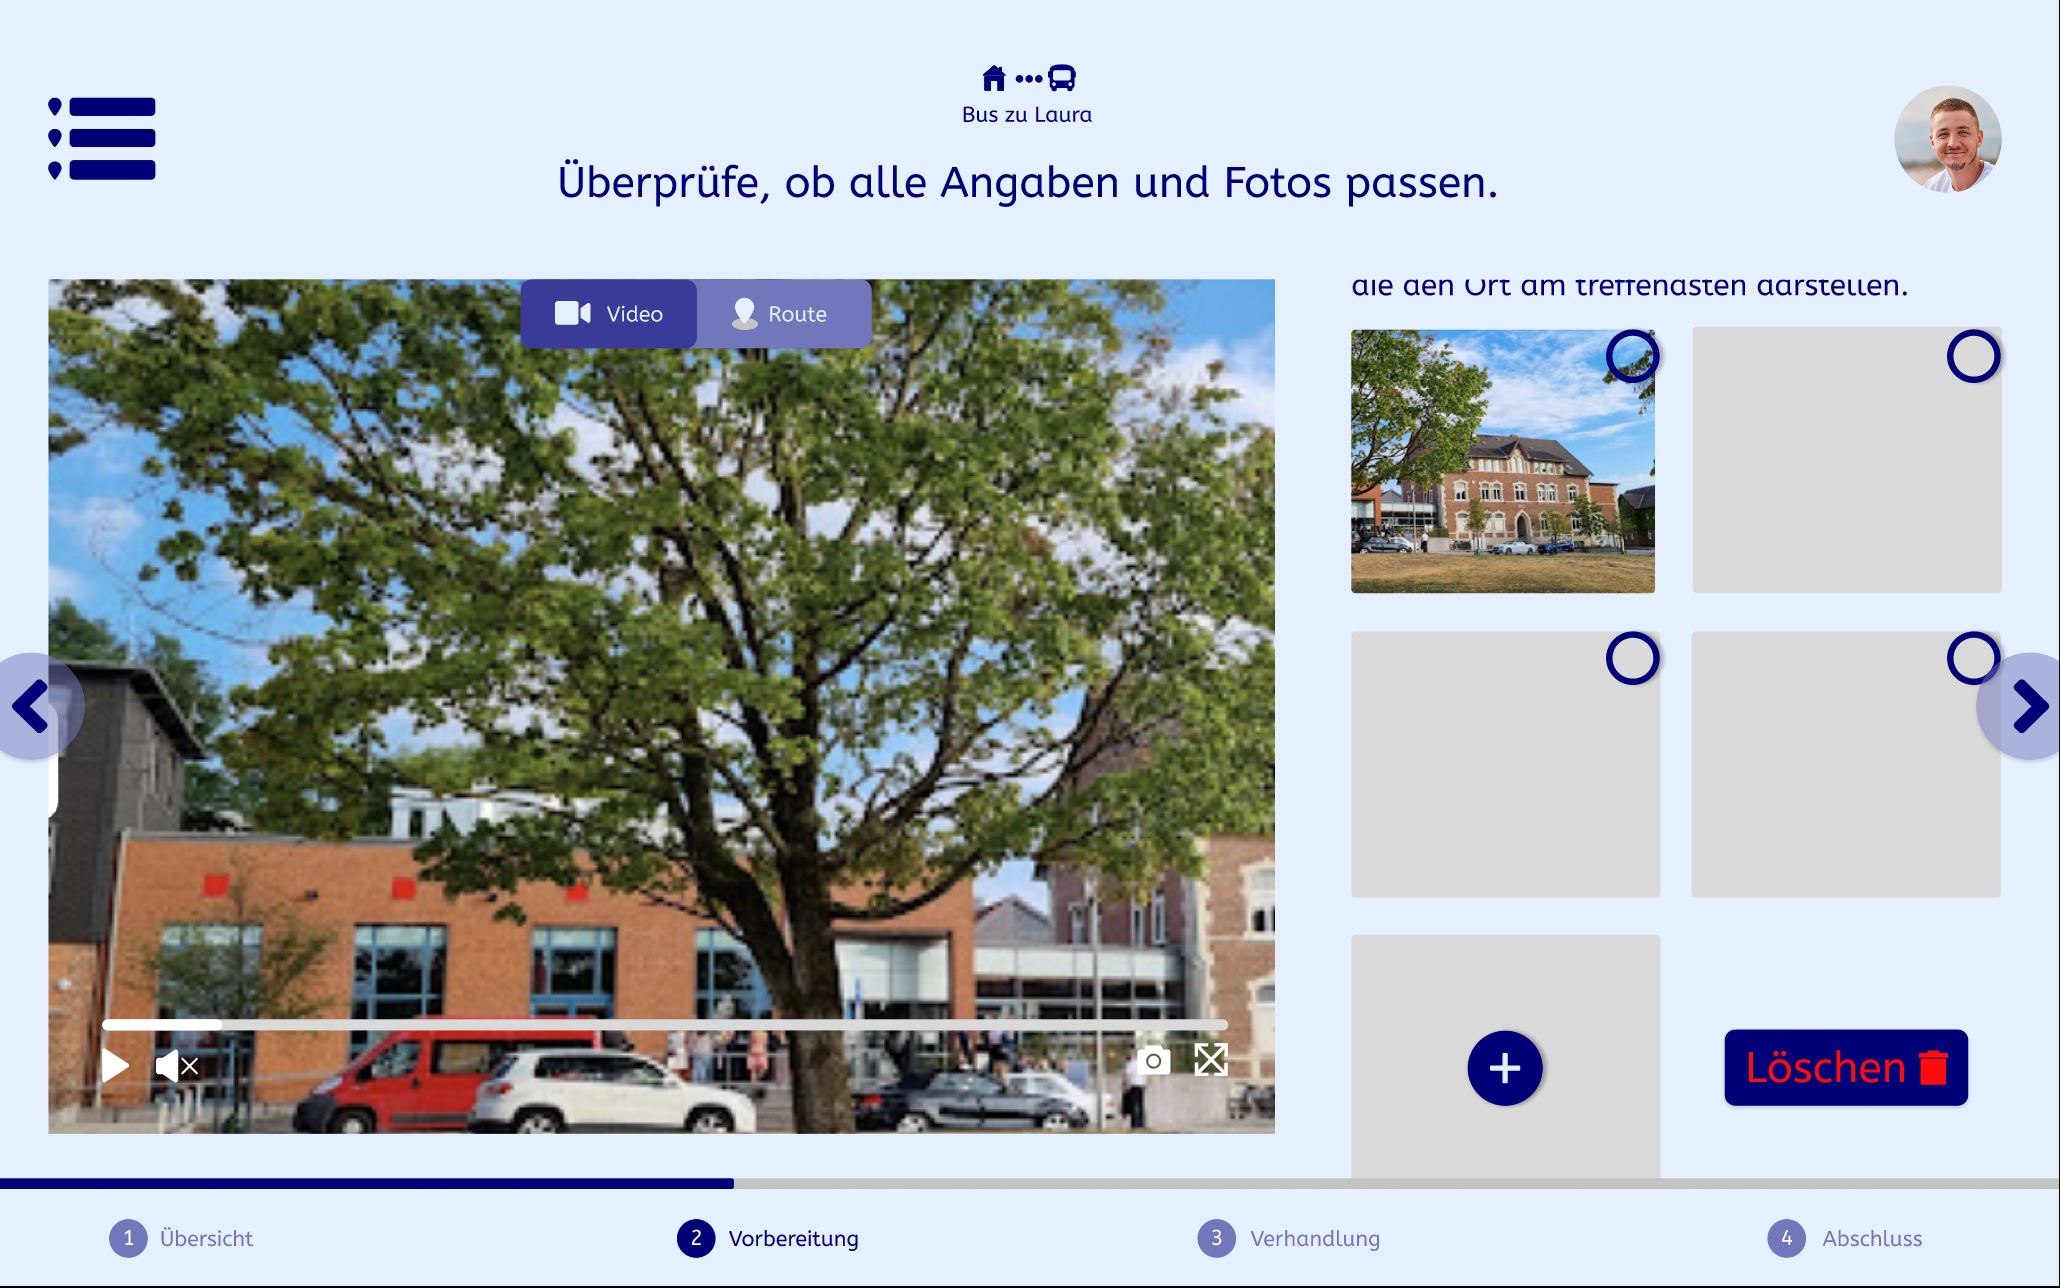 Bus zu Laura
Überprüfe, ob alle Angaben und Fotos passen.
Video
Route
die den Ort am treffendsten darstellen.
Löschen
1 Übersicht
2 Vorbereitung
3 Verhandlung
4 Abschluss